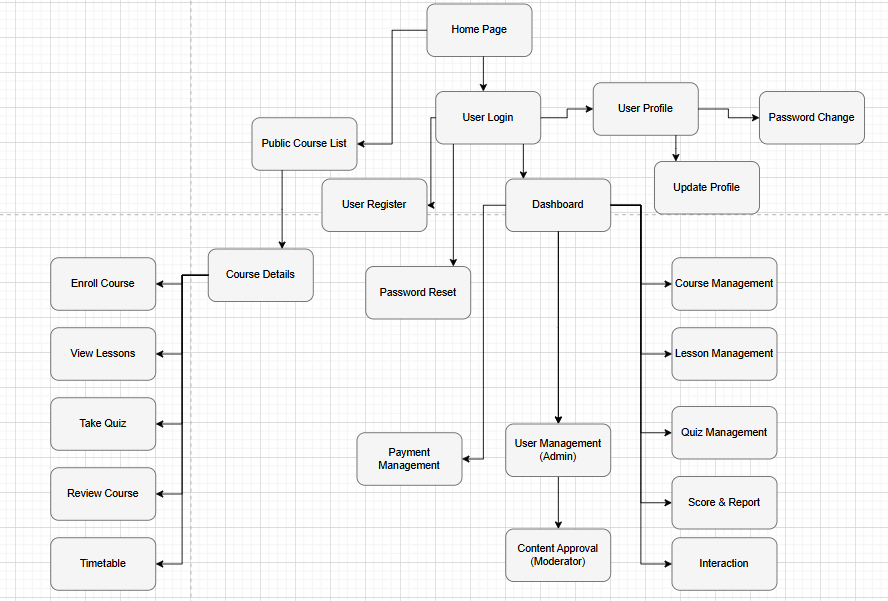 Home Page
User Login
User Profile
Password Change
Public Course List
User Register
Dashboard
Update Profile
Course Details
Password Reset
Enroll Course
View Lessons
Take Quiz
Review Course
Timetable
Course Management
Lesson Management
Quiz Management
Score & Report
Interaction
Payment
Management
User Management
(Admin)
Content Approval
(Moderator)